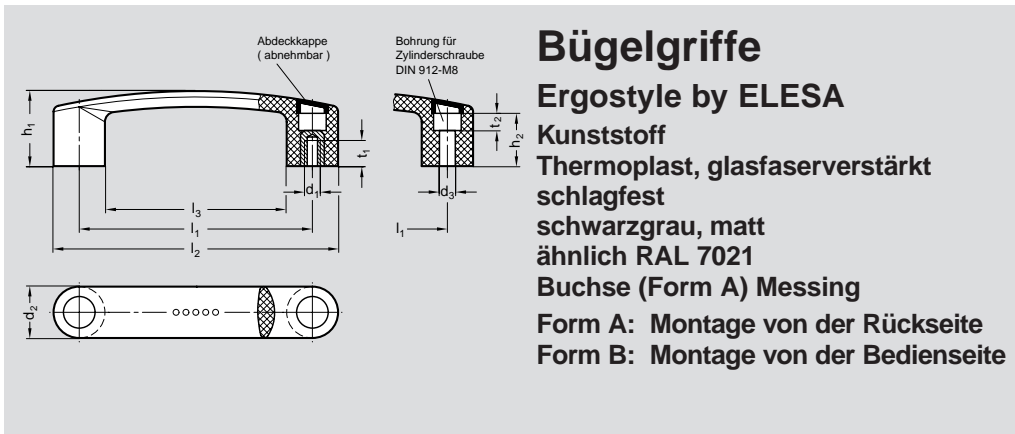 Abdeckkappe
( abnehmbar )
Bohrung für
Zylinderschraube
DIN 912-M8
h1
t1
d1
l3
l1
l2
t2
h2
d3
l1
d2
Bügelgriffe
Ergostyle by ELESA
Kunststoff
Thermoplast, glasfaserverstärkt
schlagfest
schwarzgrau, matt
ähnlich RAL 7021
Buchse (Form A) Messing
Form A: Montage von der Rückseite
Form B: Montage von der Bedienseite